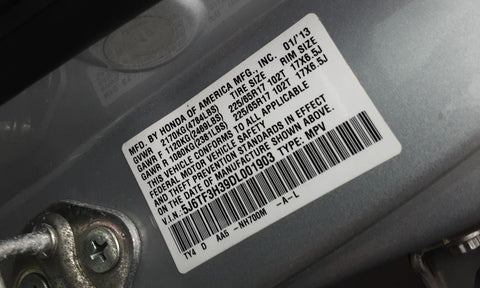 MFD. BY HONDA OF AMERICA MFG., INC. 01/'13
GVWR 2170KG(4784LBS) TIRE SIZE RIM SIZE
GAWR F 1120KG(2469LBS) 225/65R17 102T 17X6.5J
GAWR R 1080KG(2381LBS) 225/65R17 102T 17X6.5J
THIS VEHICLE CONFORMS TO ALL APPLICABLE
FEDERAL MOTOR VEHICLE SAFETY
AND THEFT PREVENTION STANDARDS IN EFFECT
ON THE DATE OF MANUFACTURE SHOWN ABOVE.
V.I.N. 5J6TF3H39DL001903 TYPE: MPV
TY4 D AA6 -NH700M -A-L